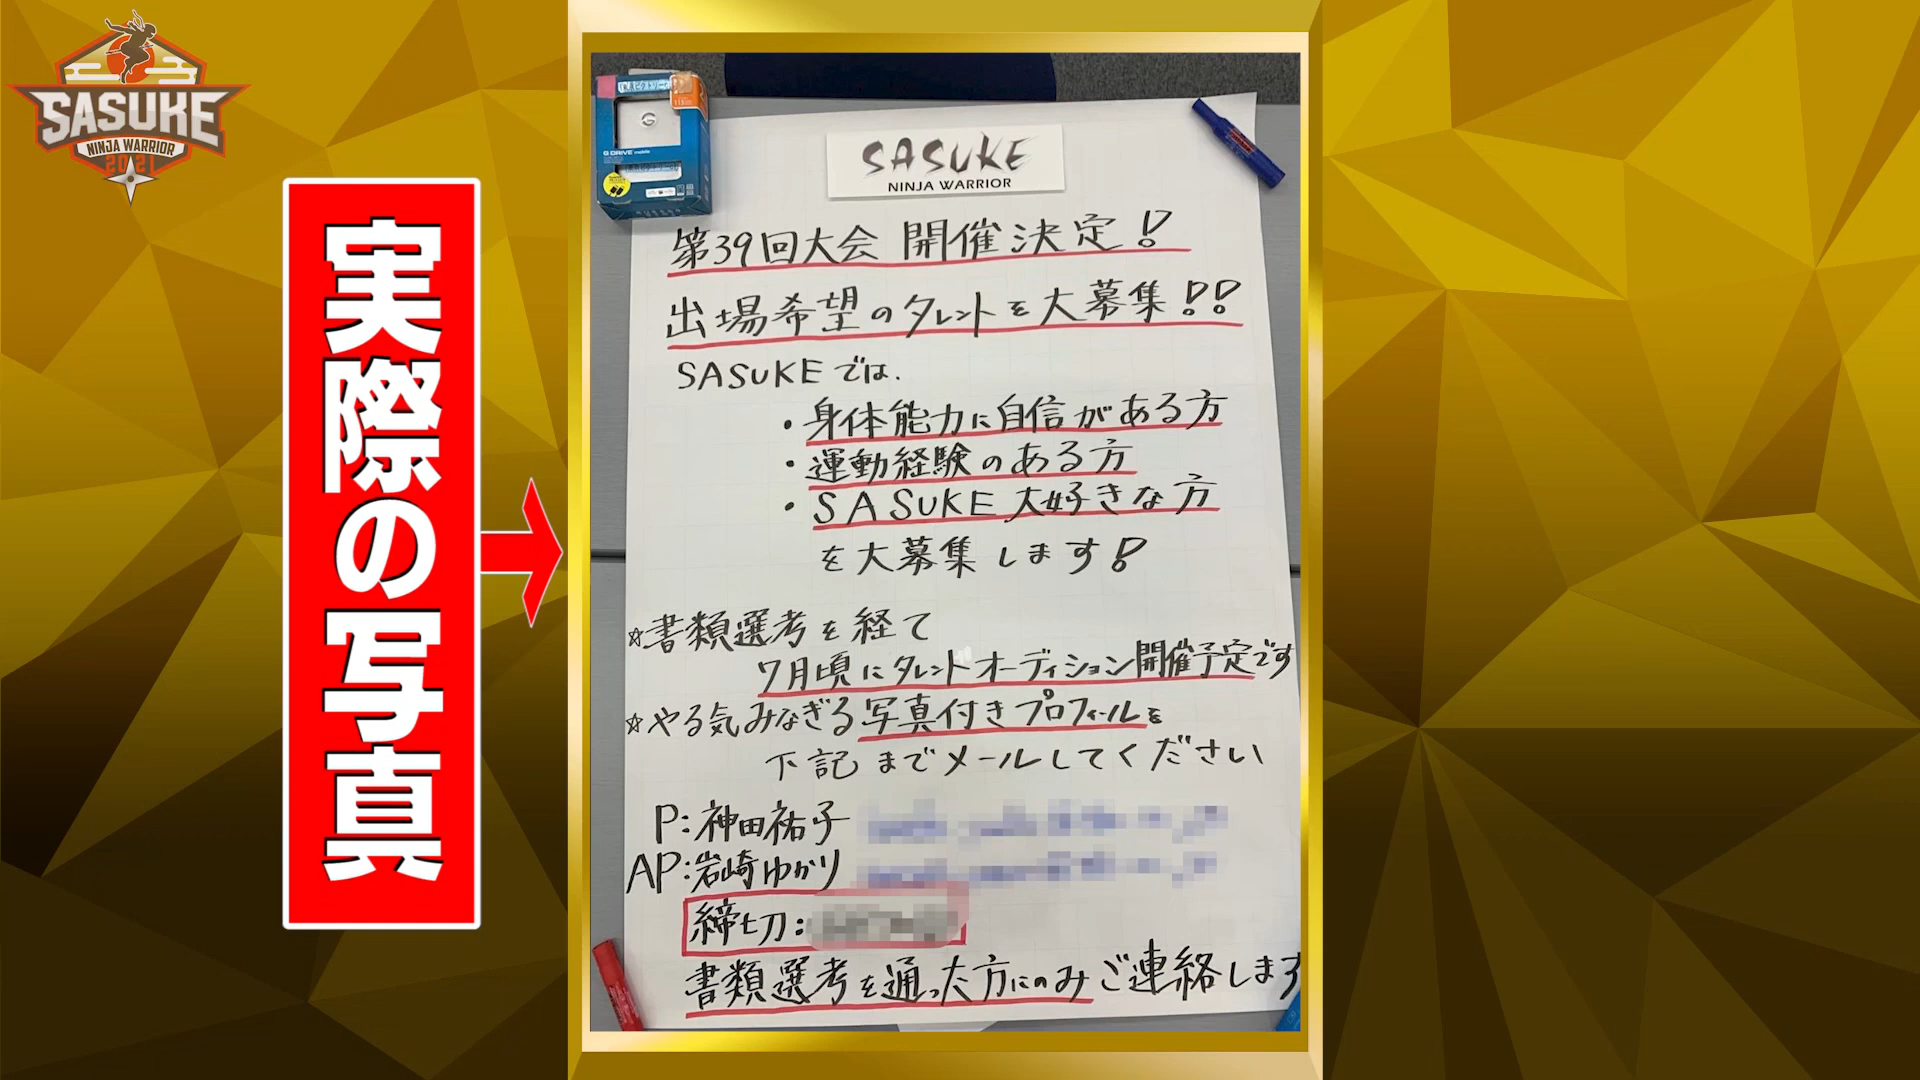 SASUKE
NINJA WARRIOR
2021
実際の写真
G DRIVE mobile
SASUKE
NINJA WARRIOR
第39回大会 開催決定!
出場希望のタレントを大募集!!
SASUKEでは、
・身体能力に自信がある方
・運動経験のある方
・SASUKE大好きな方
を大募集します!
☆書類選考を経て
7月頃にタレントオーディション開催予定です
☆やる気みなぎる写真付きプロフィールを
下記までメールしてください
P:神田祐子
AP:岩崎ゆかり
締切:
書類選考を通った方にのみご連絡します